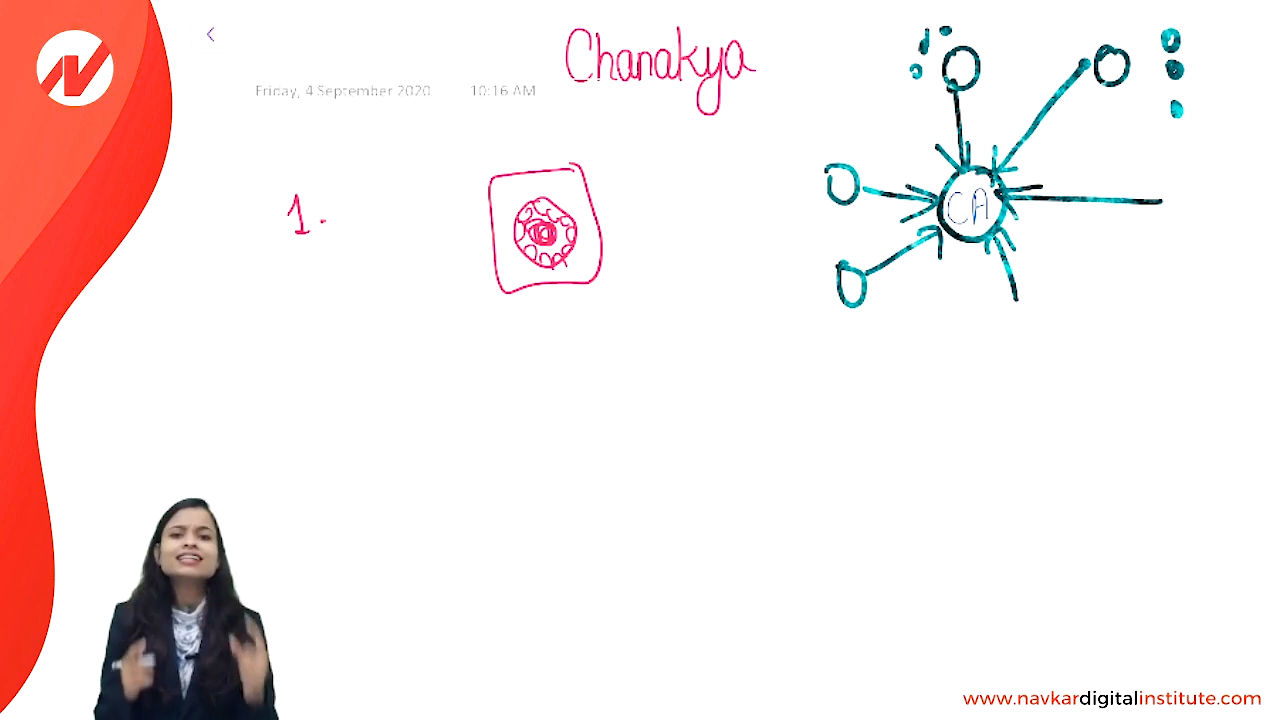 Chanakya
Friday, 4 September 2020 10:16 AM
1.
CA
www.navkardigitalinstitute.com